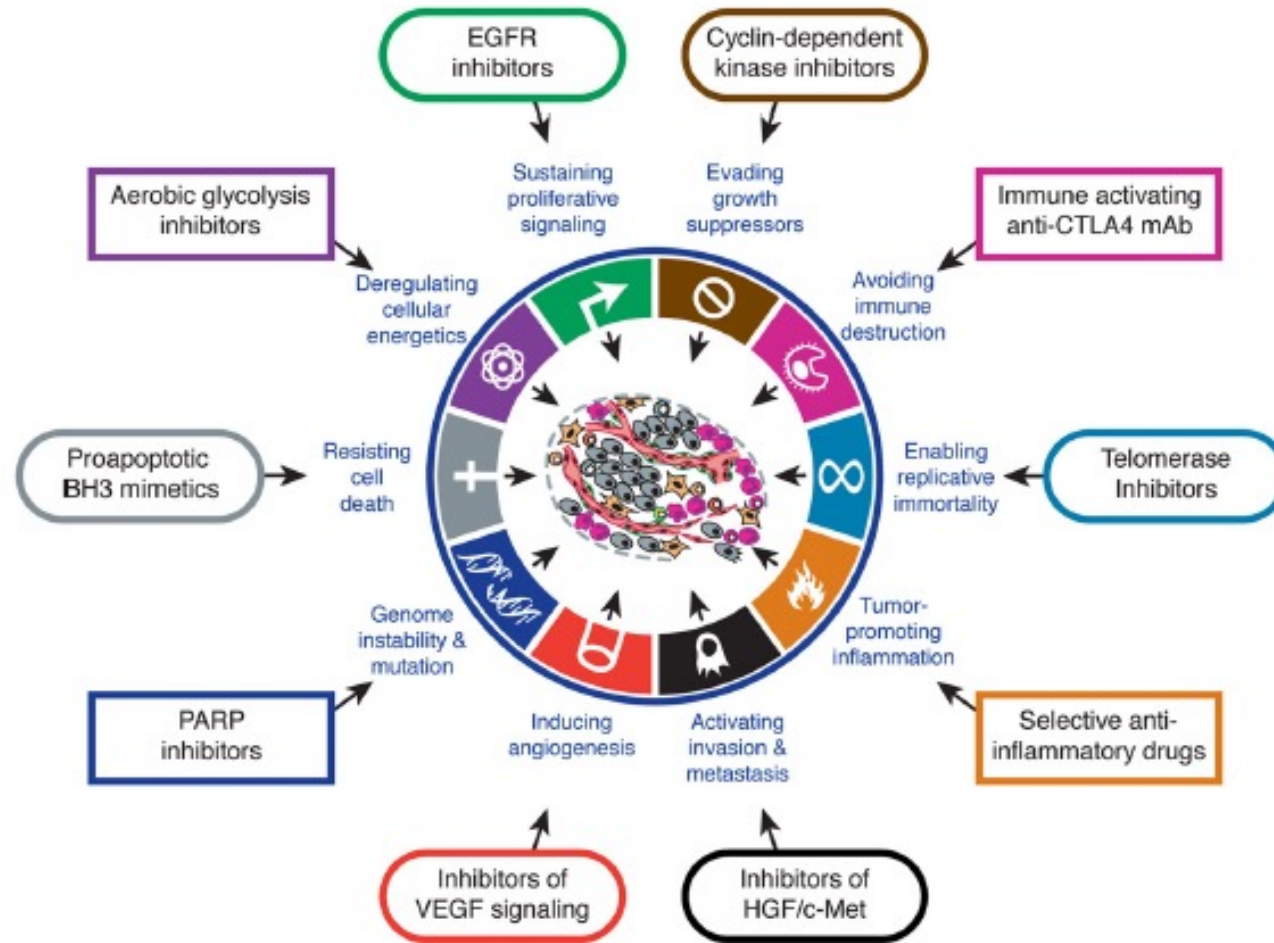 EGFR
inhibitors
Cyclin-dependent
kinase inhibitors
Sustaining
proliferative
signaling
Evading
growth
suppressors
Aerobic glycolysis
inhibitors
Immune activating
anti-CTLA4 mAb
Deregulating
cellular
energetics
Avoiding
immune
destruction
Proapoptotic
BH3 mimetics
Resisting
cell
death
Enabling
replicative
immortality
Telomerase
Inhibitors
Genome
instability &
mutation
Tumor-
promoting
inflammation
PARP
inhibitors
Inducing
angiogenesis
Activating
invasion &
metastasis
Selective anti-
inflammatory drugs
Inhibitors of
VEGF signaling
Inhibitors of
HGF/c-Met